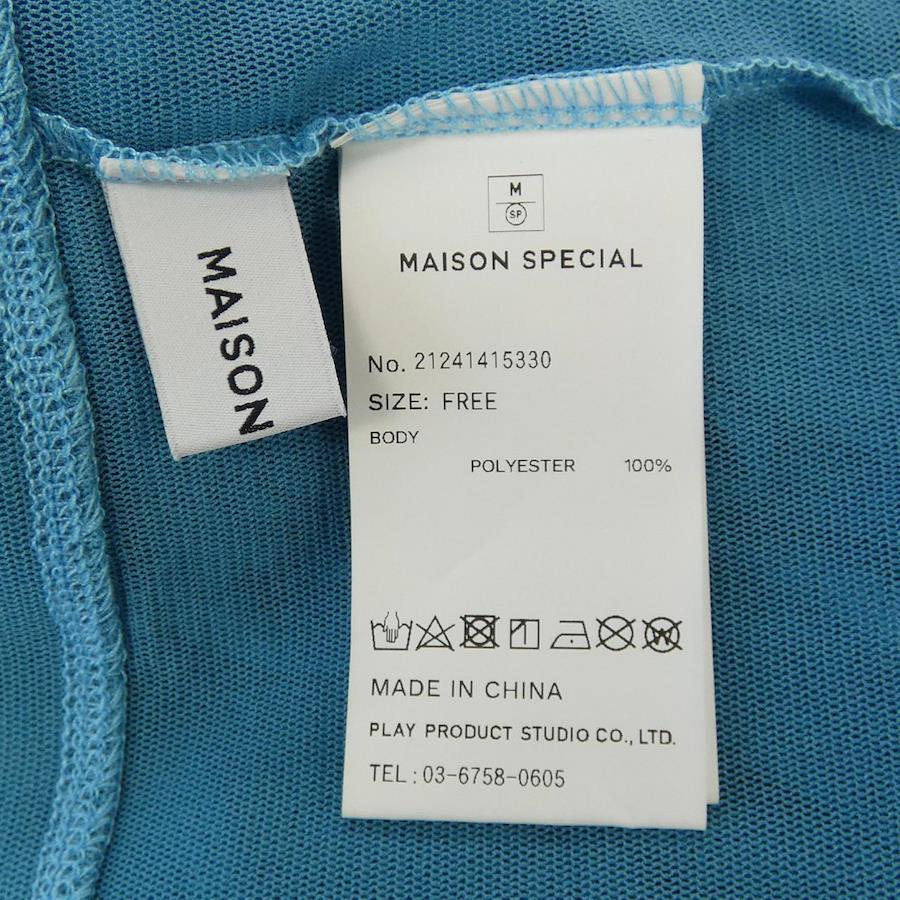 MAISON
M
SP
MAISON SPECIAL
No. 21241415330
SIZE: FREE
BODY
POLYESTER 100%
W
MADE IN CHINA
PLAY PRODUCT STUDIO CO., LTD.
TEL : 03-6758-0605